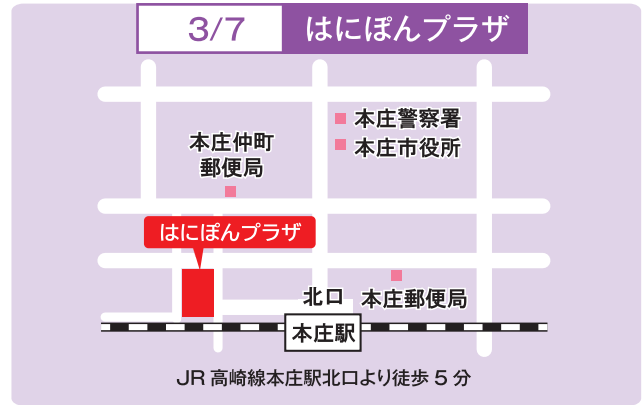 3/7 はにぽんプラザ
本庄警察署
本庄市役所
本庄仲町
郵便局
はにぽんプラザ
北口
本庄郵便局
本庄駅
JR 高崎線本庄駅北口より徒歩 5 分